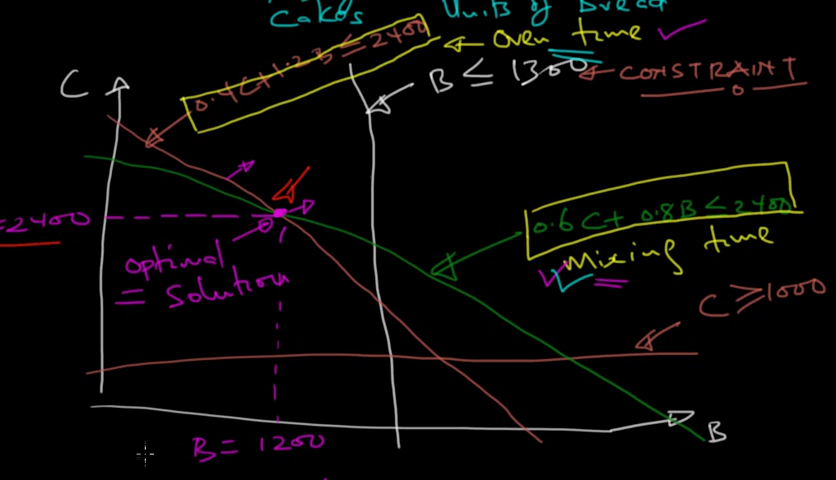 Cakes Units of Bread
0.4C+1.2B ≤ 2400
Oven time
C
B ≤ 1300
CONSTRAINT
=2400
0.6C+ 0.8B ≤ 2400
Mixing time
optimal
= Solution
C ≥ 1000
B
B = 1200